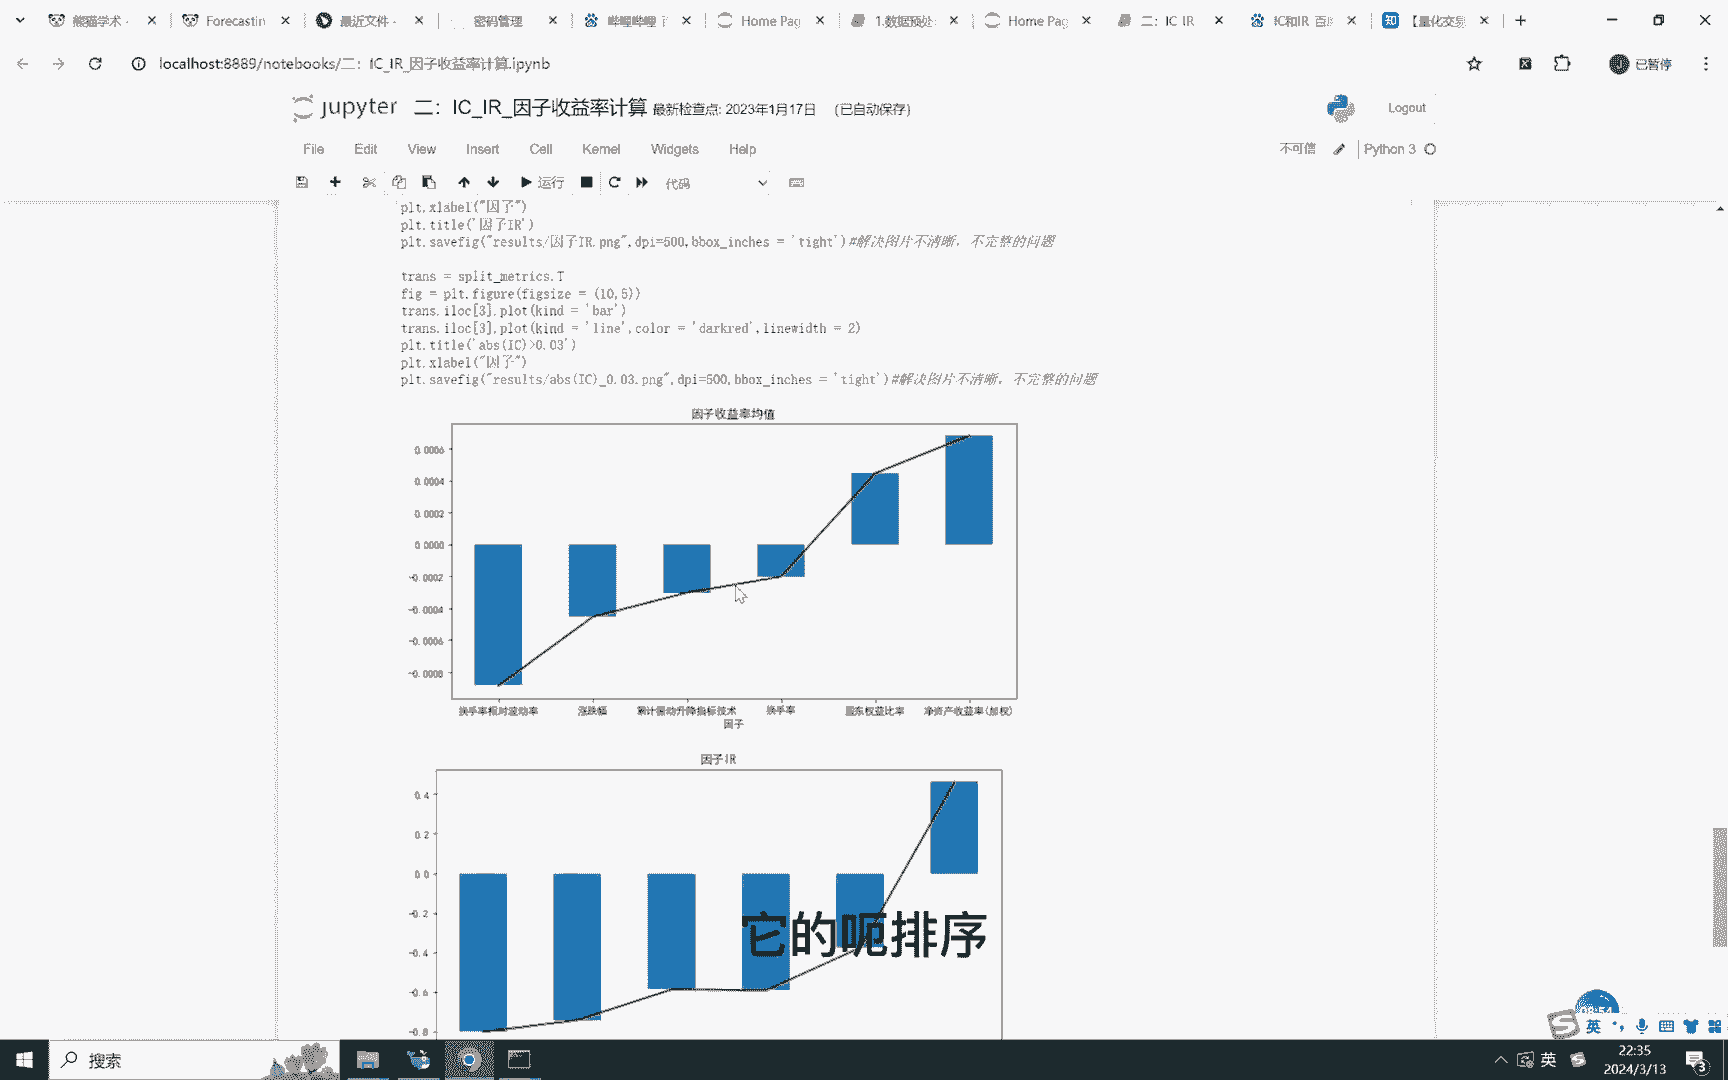 熊猫学术 -
Forecastin
最近文件 -
密码管理
哔哩哔哩
Home Pag
1.数据预处
Home Pag
二：IC IR
IC和IR 百
知
【量化交易
localhost:8889/notebooks/二：IC_IR_因子收益率计算.ipynb
已暂停
jupyter 二：IC_IR_因子收益率计算 最新检查点: 2023年1月17日 (已自动保存)
Logout
File Edit View Insert Cell Kernel Widgets Help
不可信 Python 3
运行 代码
plt.xlabel("因子")
plt.title('因子IR')
plt.savefig("results/因子IR.png",dpi=500,bbox_inches = 'tight')#解决图片不清晰，不完整的问题
trans = split_metrics.T
fig = plt.figure(figsize = (10,5))
trans.iloc[3].plot(kind = 'bar')
trans.iloc[3].plot(kind = 'line',color = 'darkred',linewidth = 2)
plt.title('abs(IC)>0.03')
plt.xlabel("因子")
plt.savefig("results/abs(IC)_0.03.png",dpi=500,bbox_inches = 'tight')#解决图片不清晰，不完整的问题
因子收益率均值
0.0006
0.0004
0.0002
0.0000
-0.0002
-0.0004
-0.0006
-0.0008
换手率相对波动率 涨跌幅 累计振动升降指标技术 换手率 股东权益比率 净资产收益率(加权)
因子
因子IR
0.4
0.2
0.0
-0.2
-0.4
-0.6
-0.8
它的呃排序
08:54
英
搜索
英
22:35
2024/3/13
3